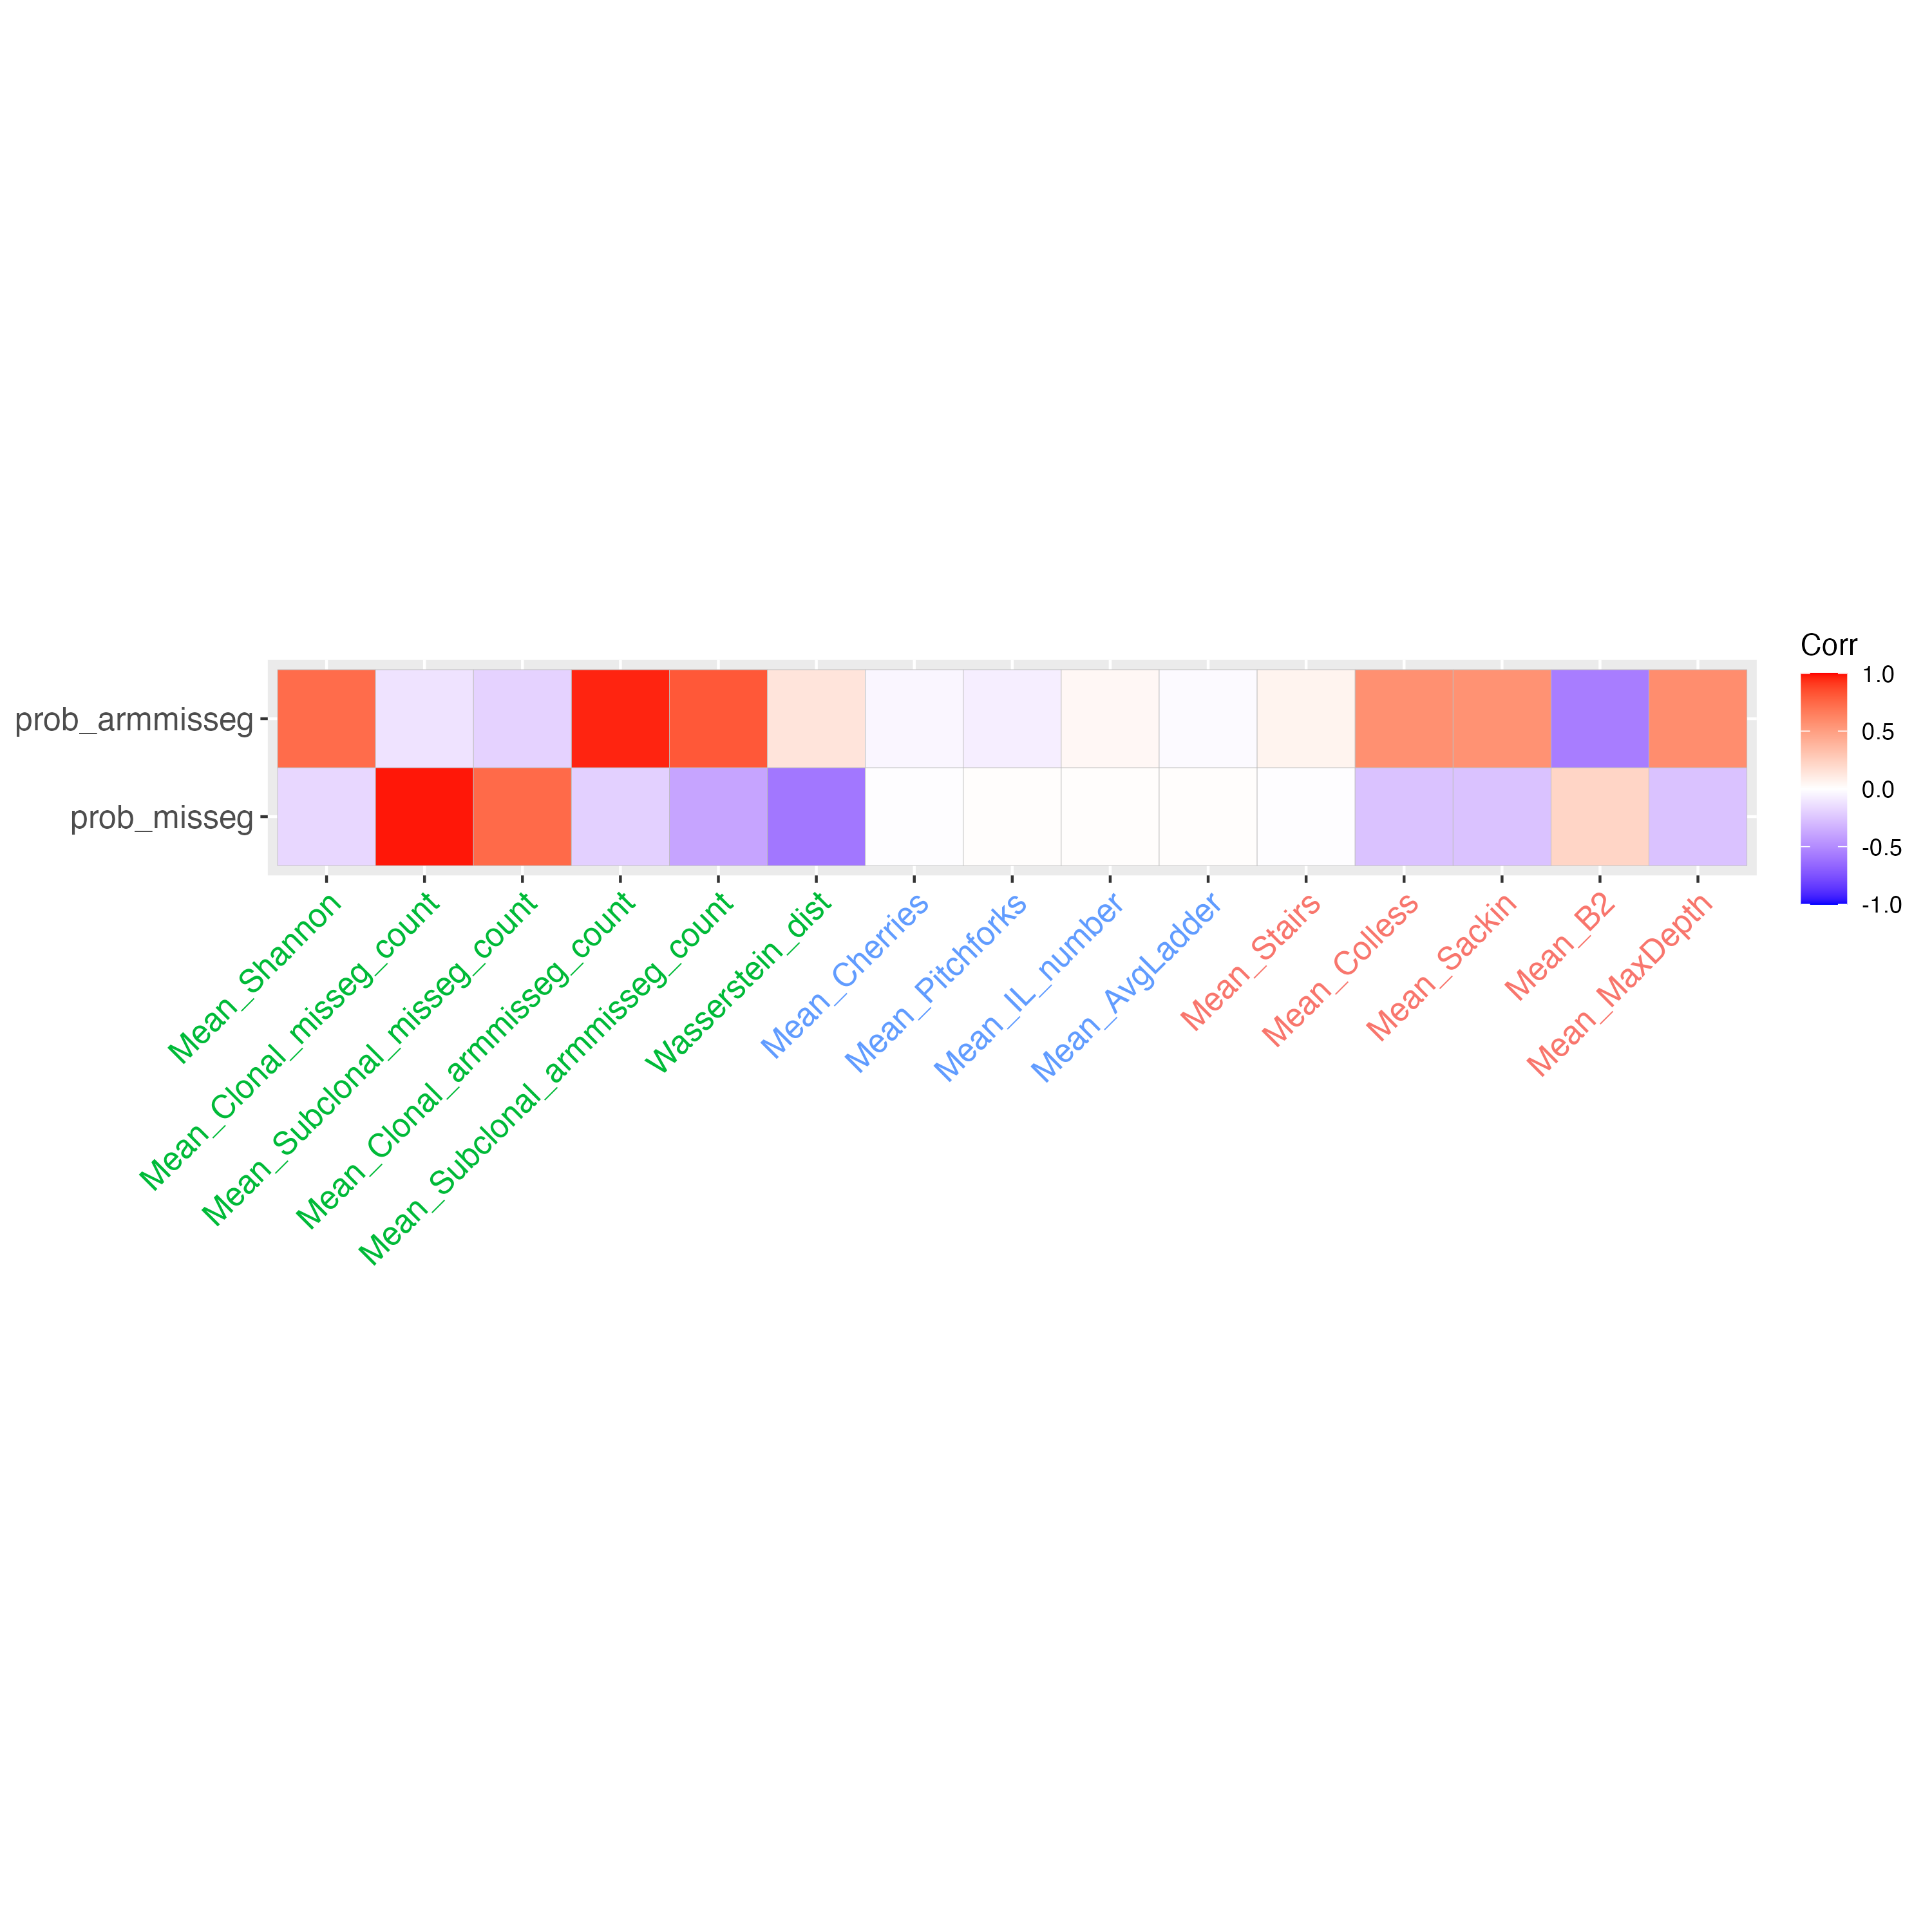 Corr
1.0
0.5
0.0
-0.5
-1.0
prob_armmisseg
prob_misseg
Mean_Shannon
Mean_Clonal_misseg_count
Mean_Subclonal_misseg_count
Mean_Clonal_armmisseg_count
Mean_Subclonal_armmisseg_count
Wasserstein_dist
Mean_Cherries
Mean_Pitchforks
Mean_IL_number
Mean_AvgLadder
Mean_Stairs
Mean_Colless
Mean_Sackin
Mean_B2
Mean_MaxDepth